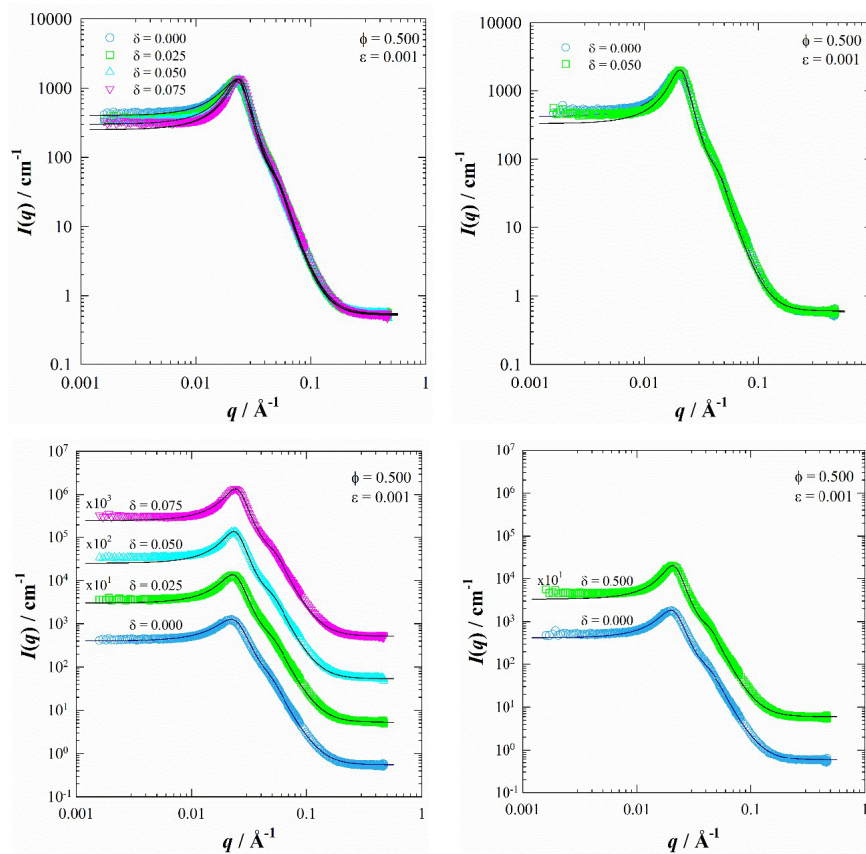 10000
1000
100
10
1
0.1
0.001
0.01
0.1
1
I(q) / cm⁻¹
q / Å⁻¹
δ = 0.000
δ = 0.025
δ = 0.050
δ = 0.075
ϕ = 0.500
ε = 0.001
10000
1000
100
10
1
0.1
0.001
0.01
0.1
1
I(q) / cm⁻¹
q / Å⁻¹
δ = 0.000
δ = 0.050
ϕ = 0.500
ε = 0.001
10⁷
10⁶
10⁵
10⁴
10³
10²
10¹
10⁰
10⁻¹
0.001
0.01
0.1
1
I(q) / cm⁻¹
q / Å⁻¹
ϕ = 0.500
ε = 0.001
x10³
δ = 0.075
x10²
δ = 0.050
x10¹
δ = 0.025
δ = 0.000
10⁷
10⁶
10⁵
10⁴
10³
10²
10¹
10⁰
10⁻¹
0.001
0.01
0.1
1
I(q) / cm⁻¹
q / Å⁻¹
ϕ = 0.500
ε = 0.001
x10¹
δ = 0.500
δ = 0.000